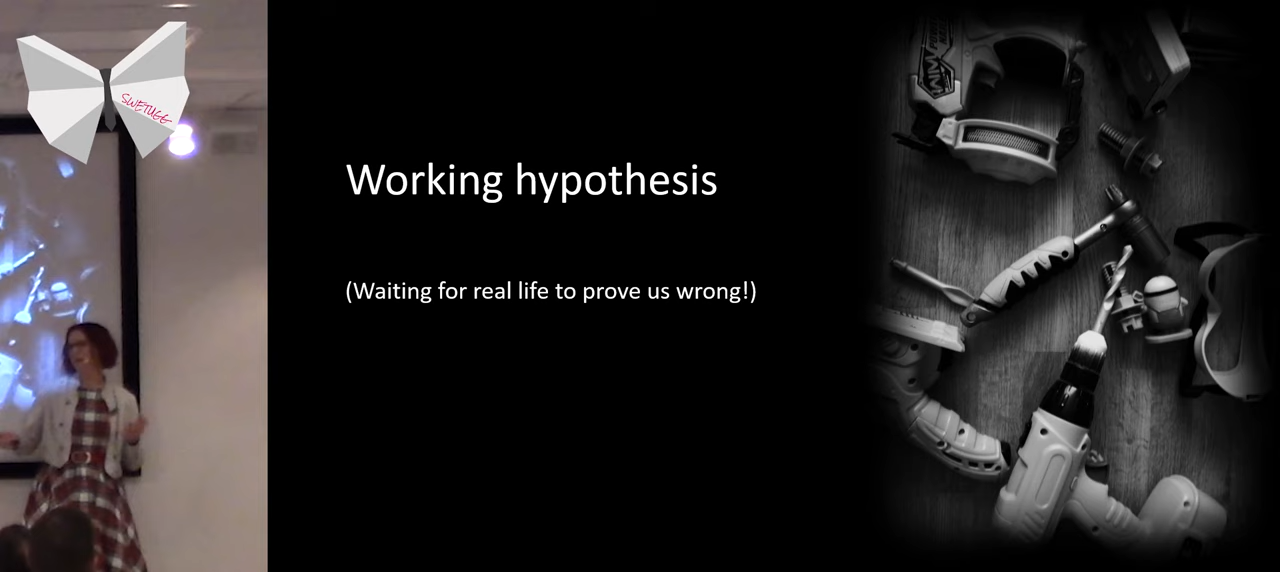 SWETUGG
Working hypothesis
(Waiting for real life to prove us wrong!)